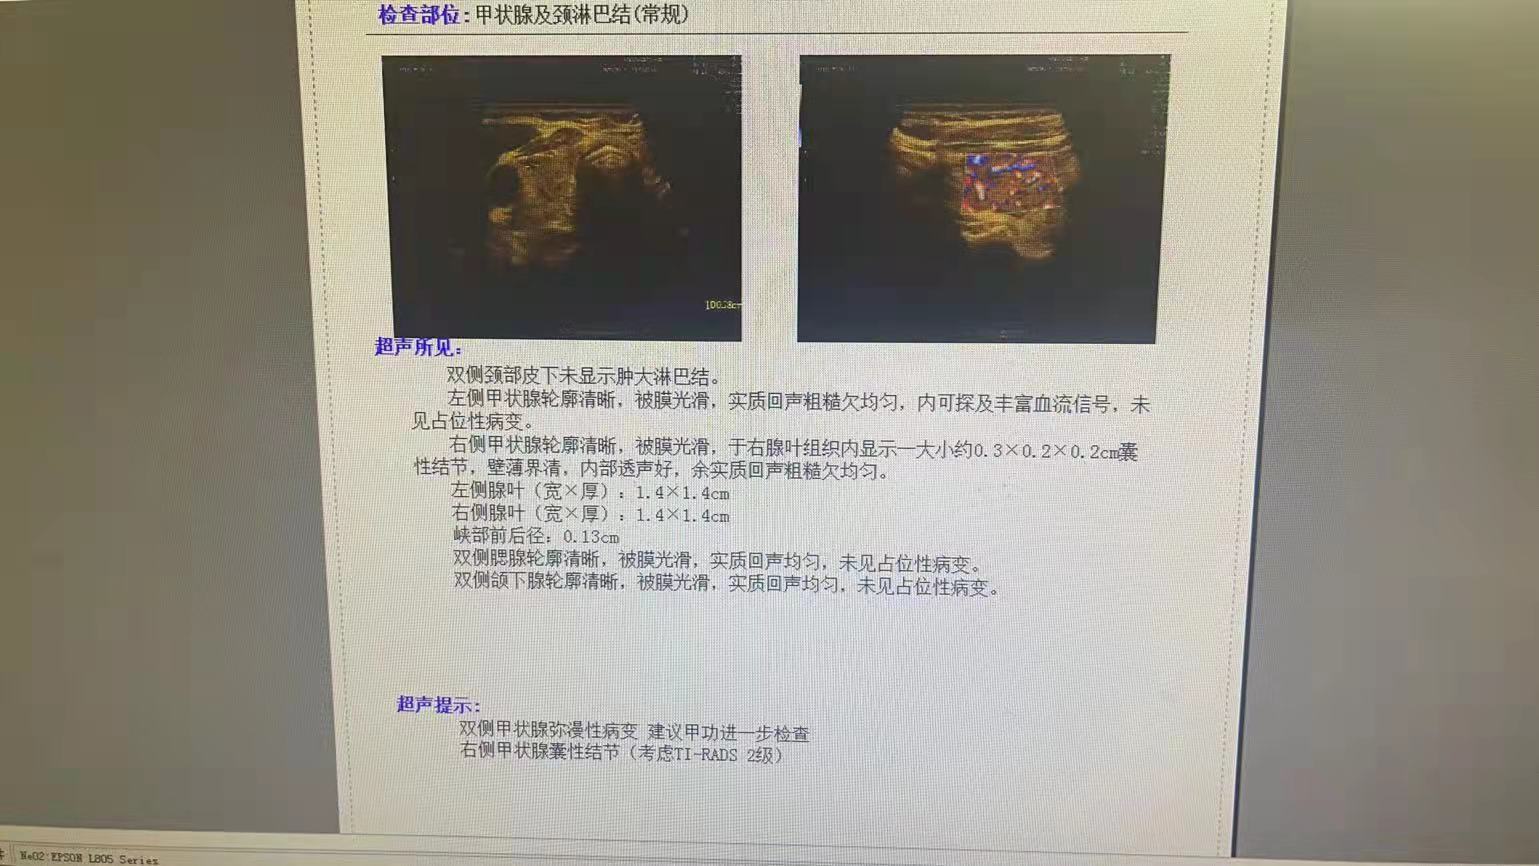 检查部位:甲状腺及颈淋巴结(常规)
超声所见:
双侧颈部皮下未显示肿大淋巴结。
左侧甲状腺轮廓清晰，被膜光滑，实质回声粗糙欠均匀，内可探及丰富血流信号，未
见占位性病变。
右侧甲状腺轮廓清晰，被膜光滑，于右腺叶组织内显示一大小约0.3×0.2×0.2cm囊
性结节，壁薄界清，内部透声好，余实质回声粗糙欠均匀。
左侧腺叶（宽×厚）：1.4×1.4cm
右侧腺叶（宽×厚）：1.4×1.4cm
峡部前后径：0.13cm
双侧腮腺轮廓清晰，被膜光滑，实质回声均匀，未见占位性病变。
双侧颌下腺轮廓清晰，被膜光滑，实质回声均匀，未见占位性病变。
超声提示:
双侧甲状腺弥漫性病变 建议甲功进一步检查
右侧甲状腺囊性结节（考虑TI-RADS 2级）
Ne02:EPSON L805 Series